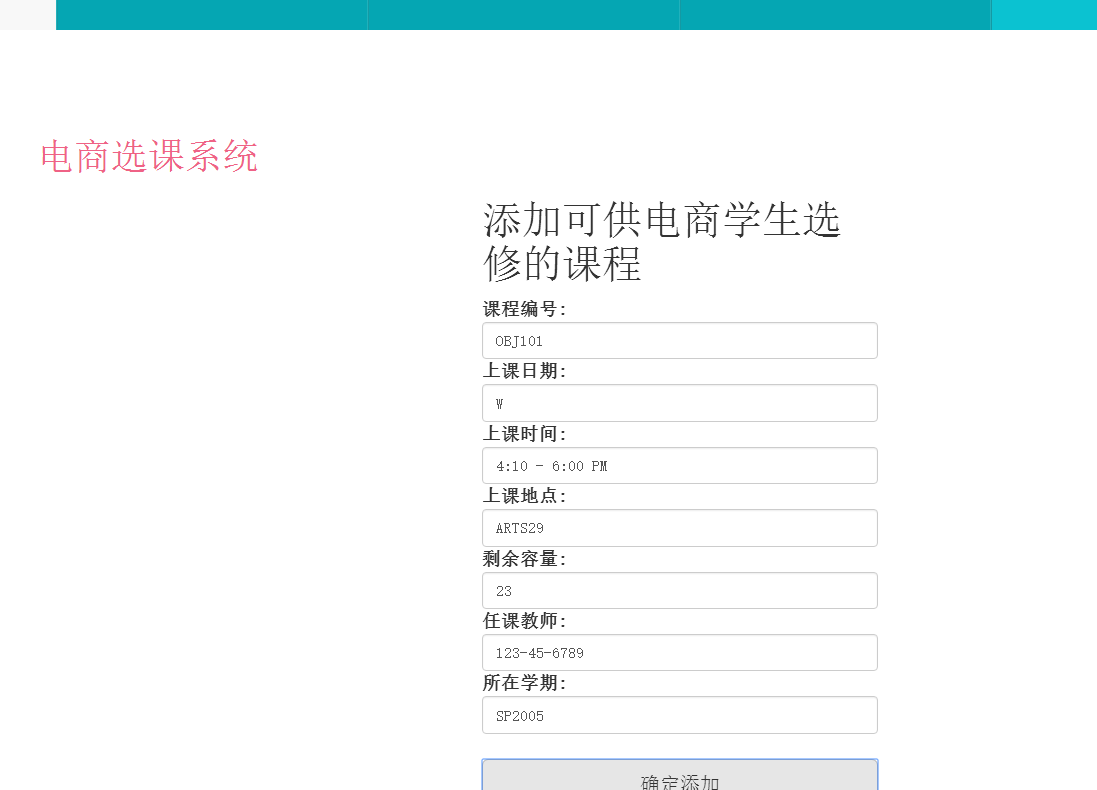 电商选课系统
添加可供电商学生选
修的课程
课程编号:
OBJ101
上课日期:
W
上课时间:
4:10 - 6:00 PM
上课地点:
ARTS29
剩余容量:
23
任课教师:
123-45-6789
所在学期:
SP2005
确定添加